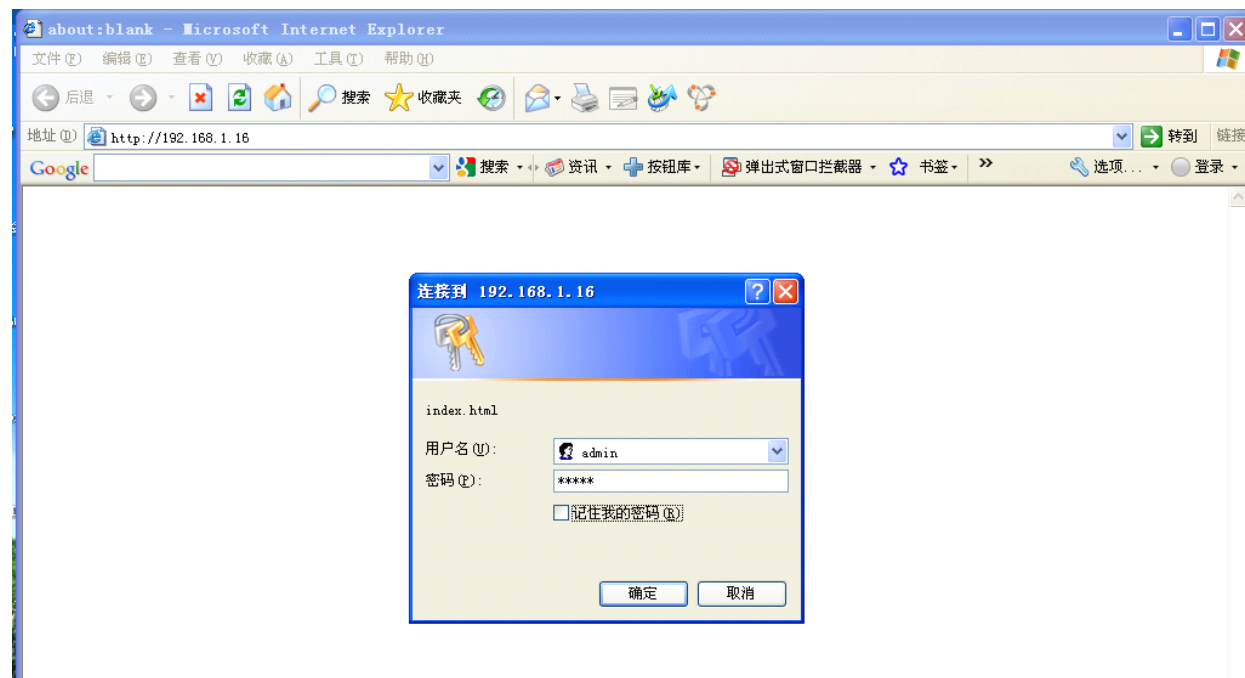 about:blank - Microsoft Internet Explorer
文件(F) 编辑(E) 查看(V) 收藏(A) 工具(T) 帮助(H)
后退 搜索 收藏夹
地址(D) http://192.168.1.16 转到 链接
Google 搜索 资讯 按钮库 弹出式窗口拦截器 书签 » 选项... 登录
连接到 192.168.1.16
index.html
用户名(U): admin
密码(P): *****
记住我的密码(R)
确定 取消